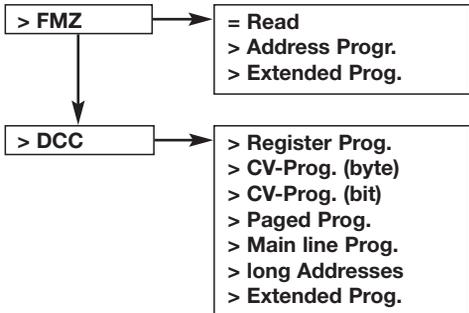 > FMZ
= Read
> Address Progr.
> Extended Prog.
> DCC
> Register Prog.
> CV-Prog. (byte)
> CV-Prog. (bit)
> Paged Prog.
> Main line Prog.
> long Addresses
> Extended Prog.